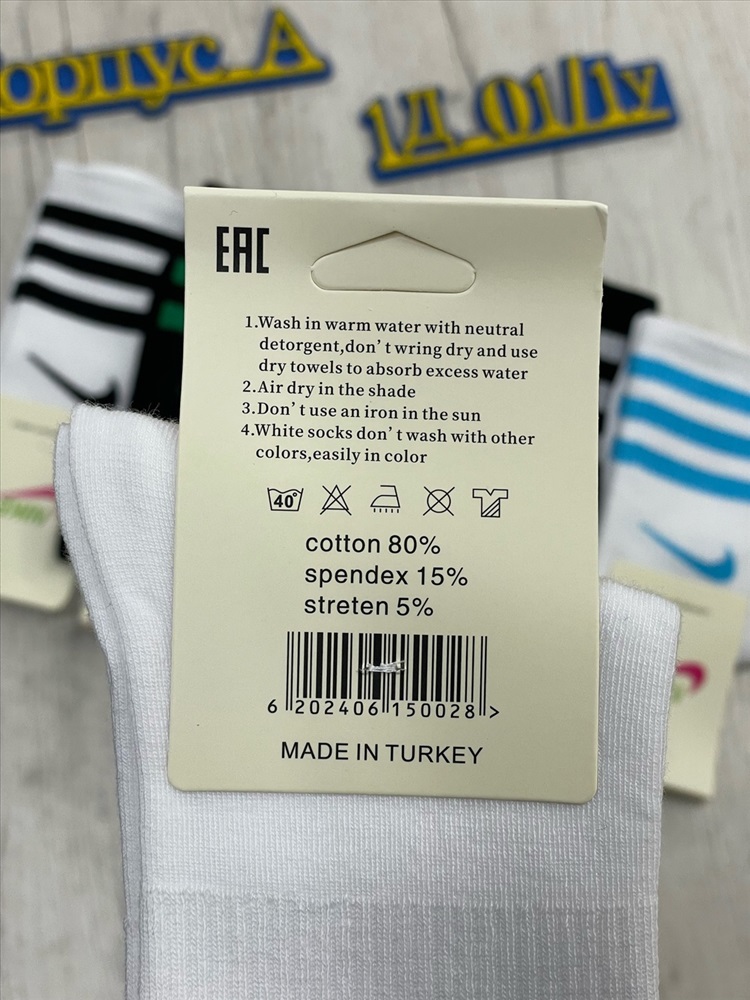 Корпус А
1Д 01/1у
EAC
1.Wash in warm water with neutral
detorgent,don't wring dry and use
dry towels to absorb excess water
2.Air dry in the shade
3.Don't use an iron in the sun
4.White socks don't wash with other
colors,easily in color
40°
cotton 80%
spendex 15%
streten 5%
6 202406 150028 >
MADE IN TURKEY